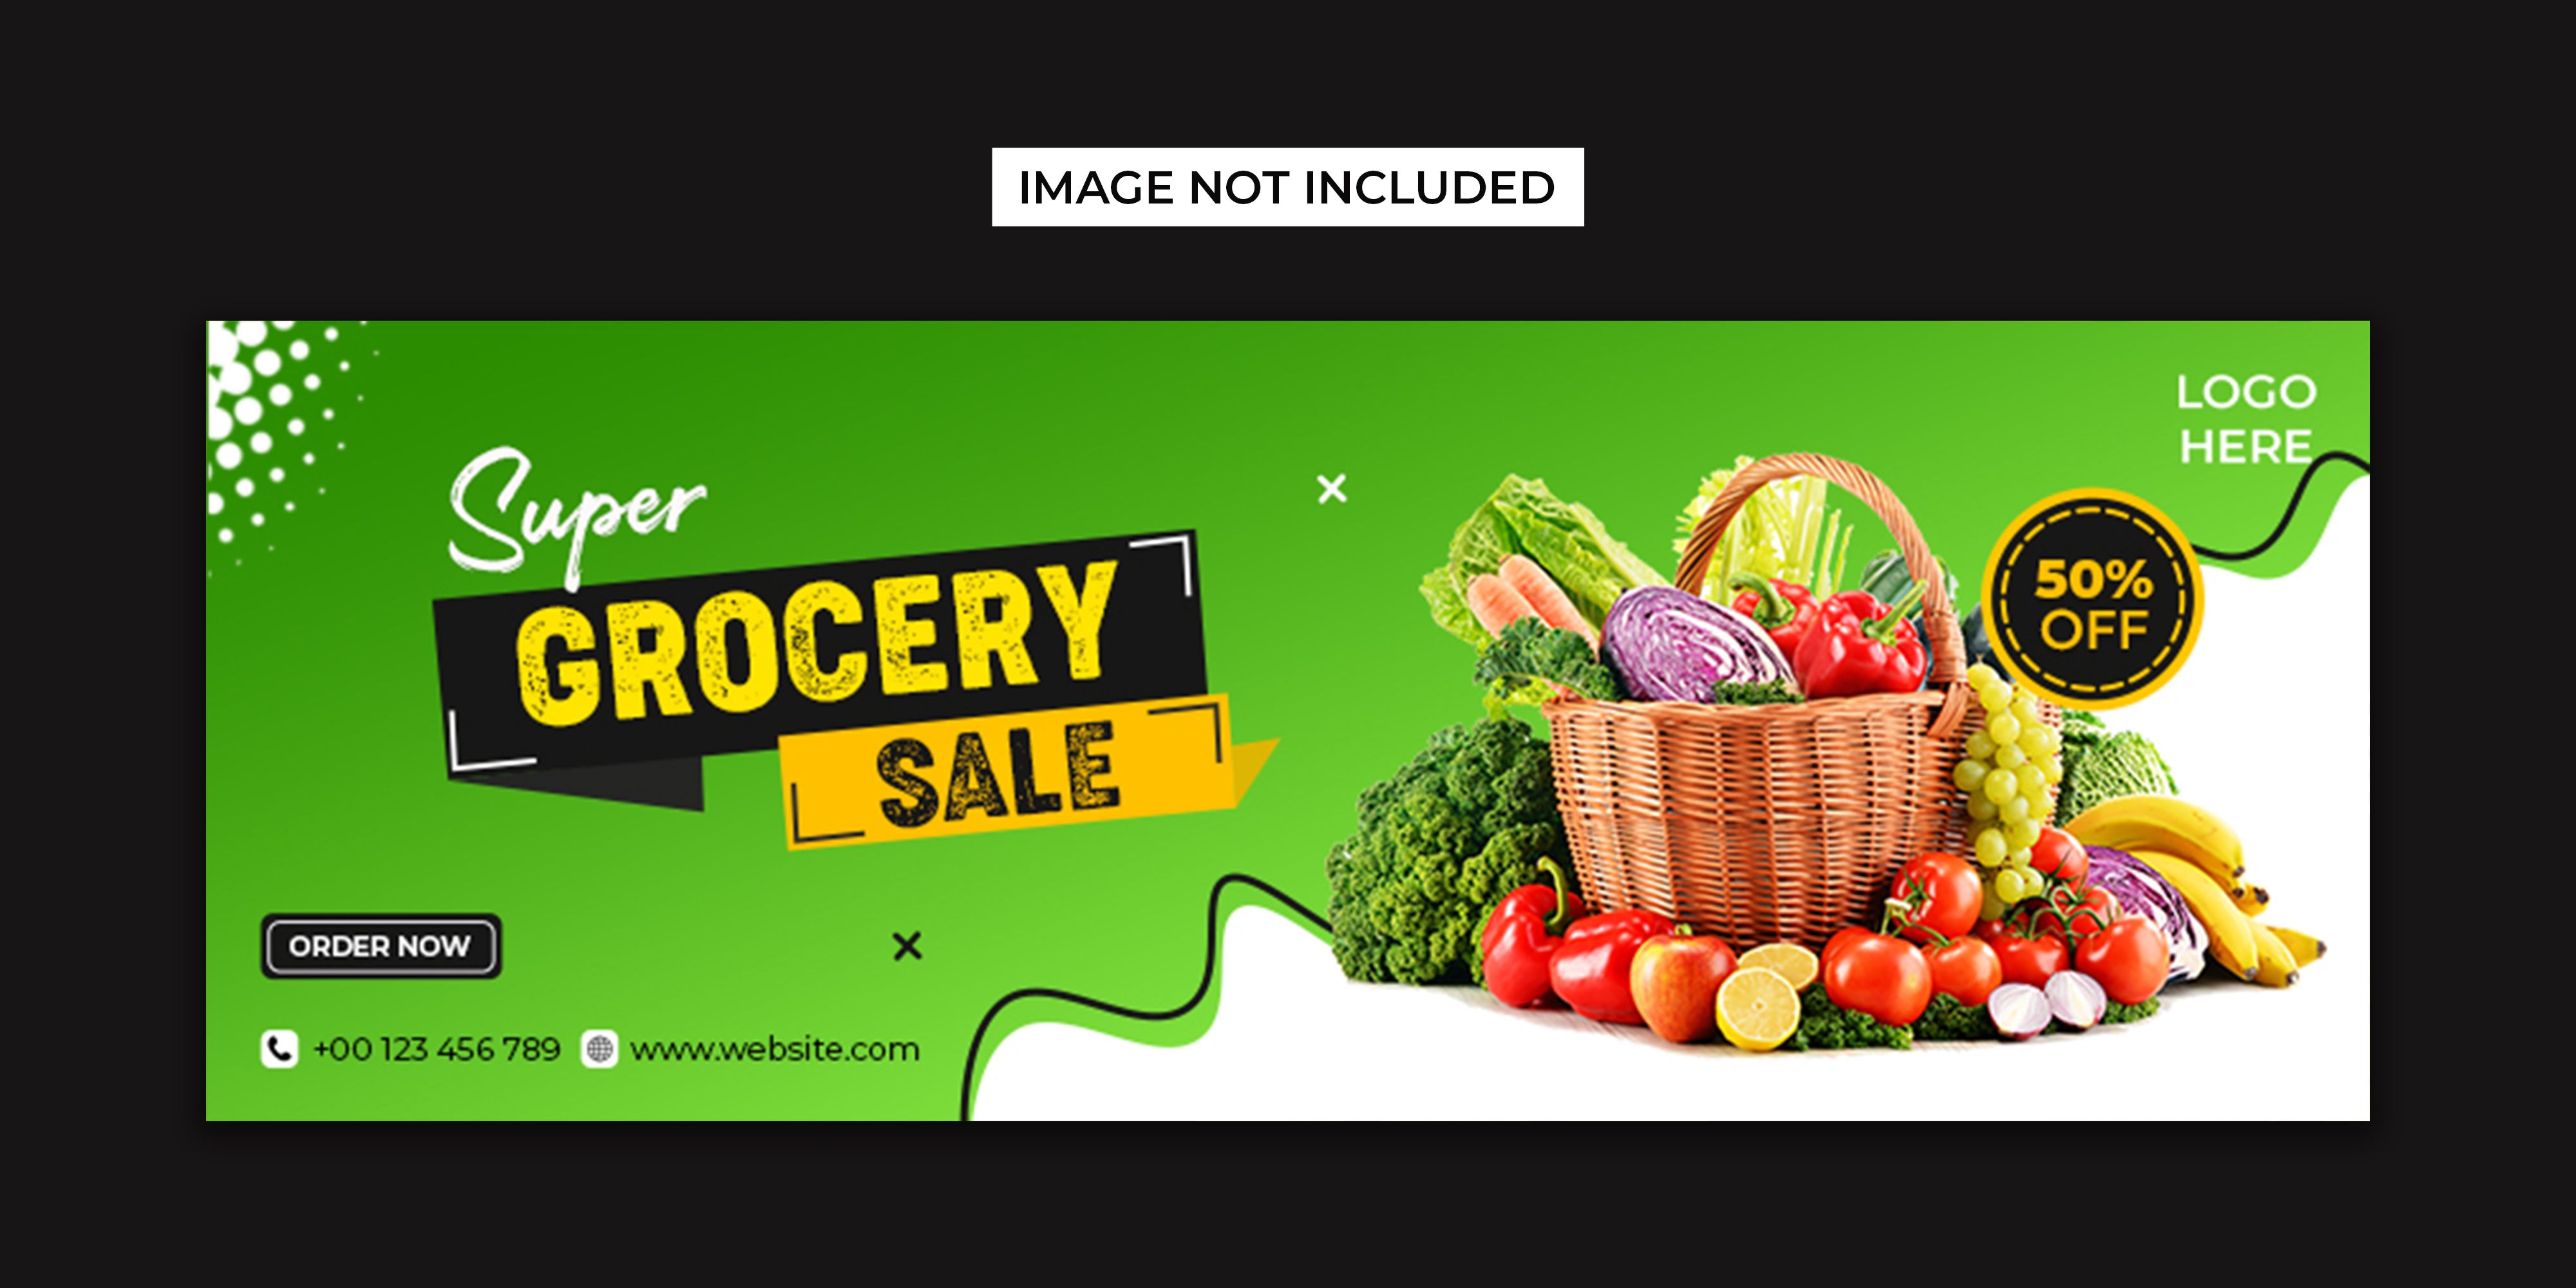 IMAGE NOT INCLUDED
LOGO
HERE
Super
GROCERY
SALE
50%
OFF
ORDER NOW
+00 123 456 789 www.website.com